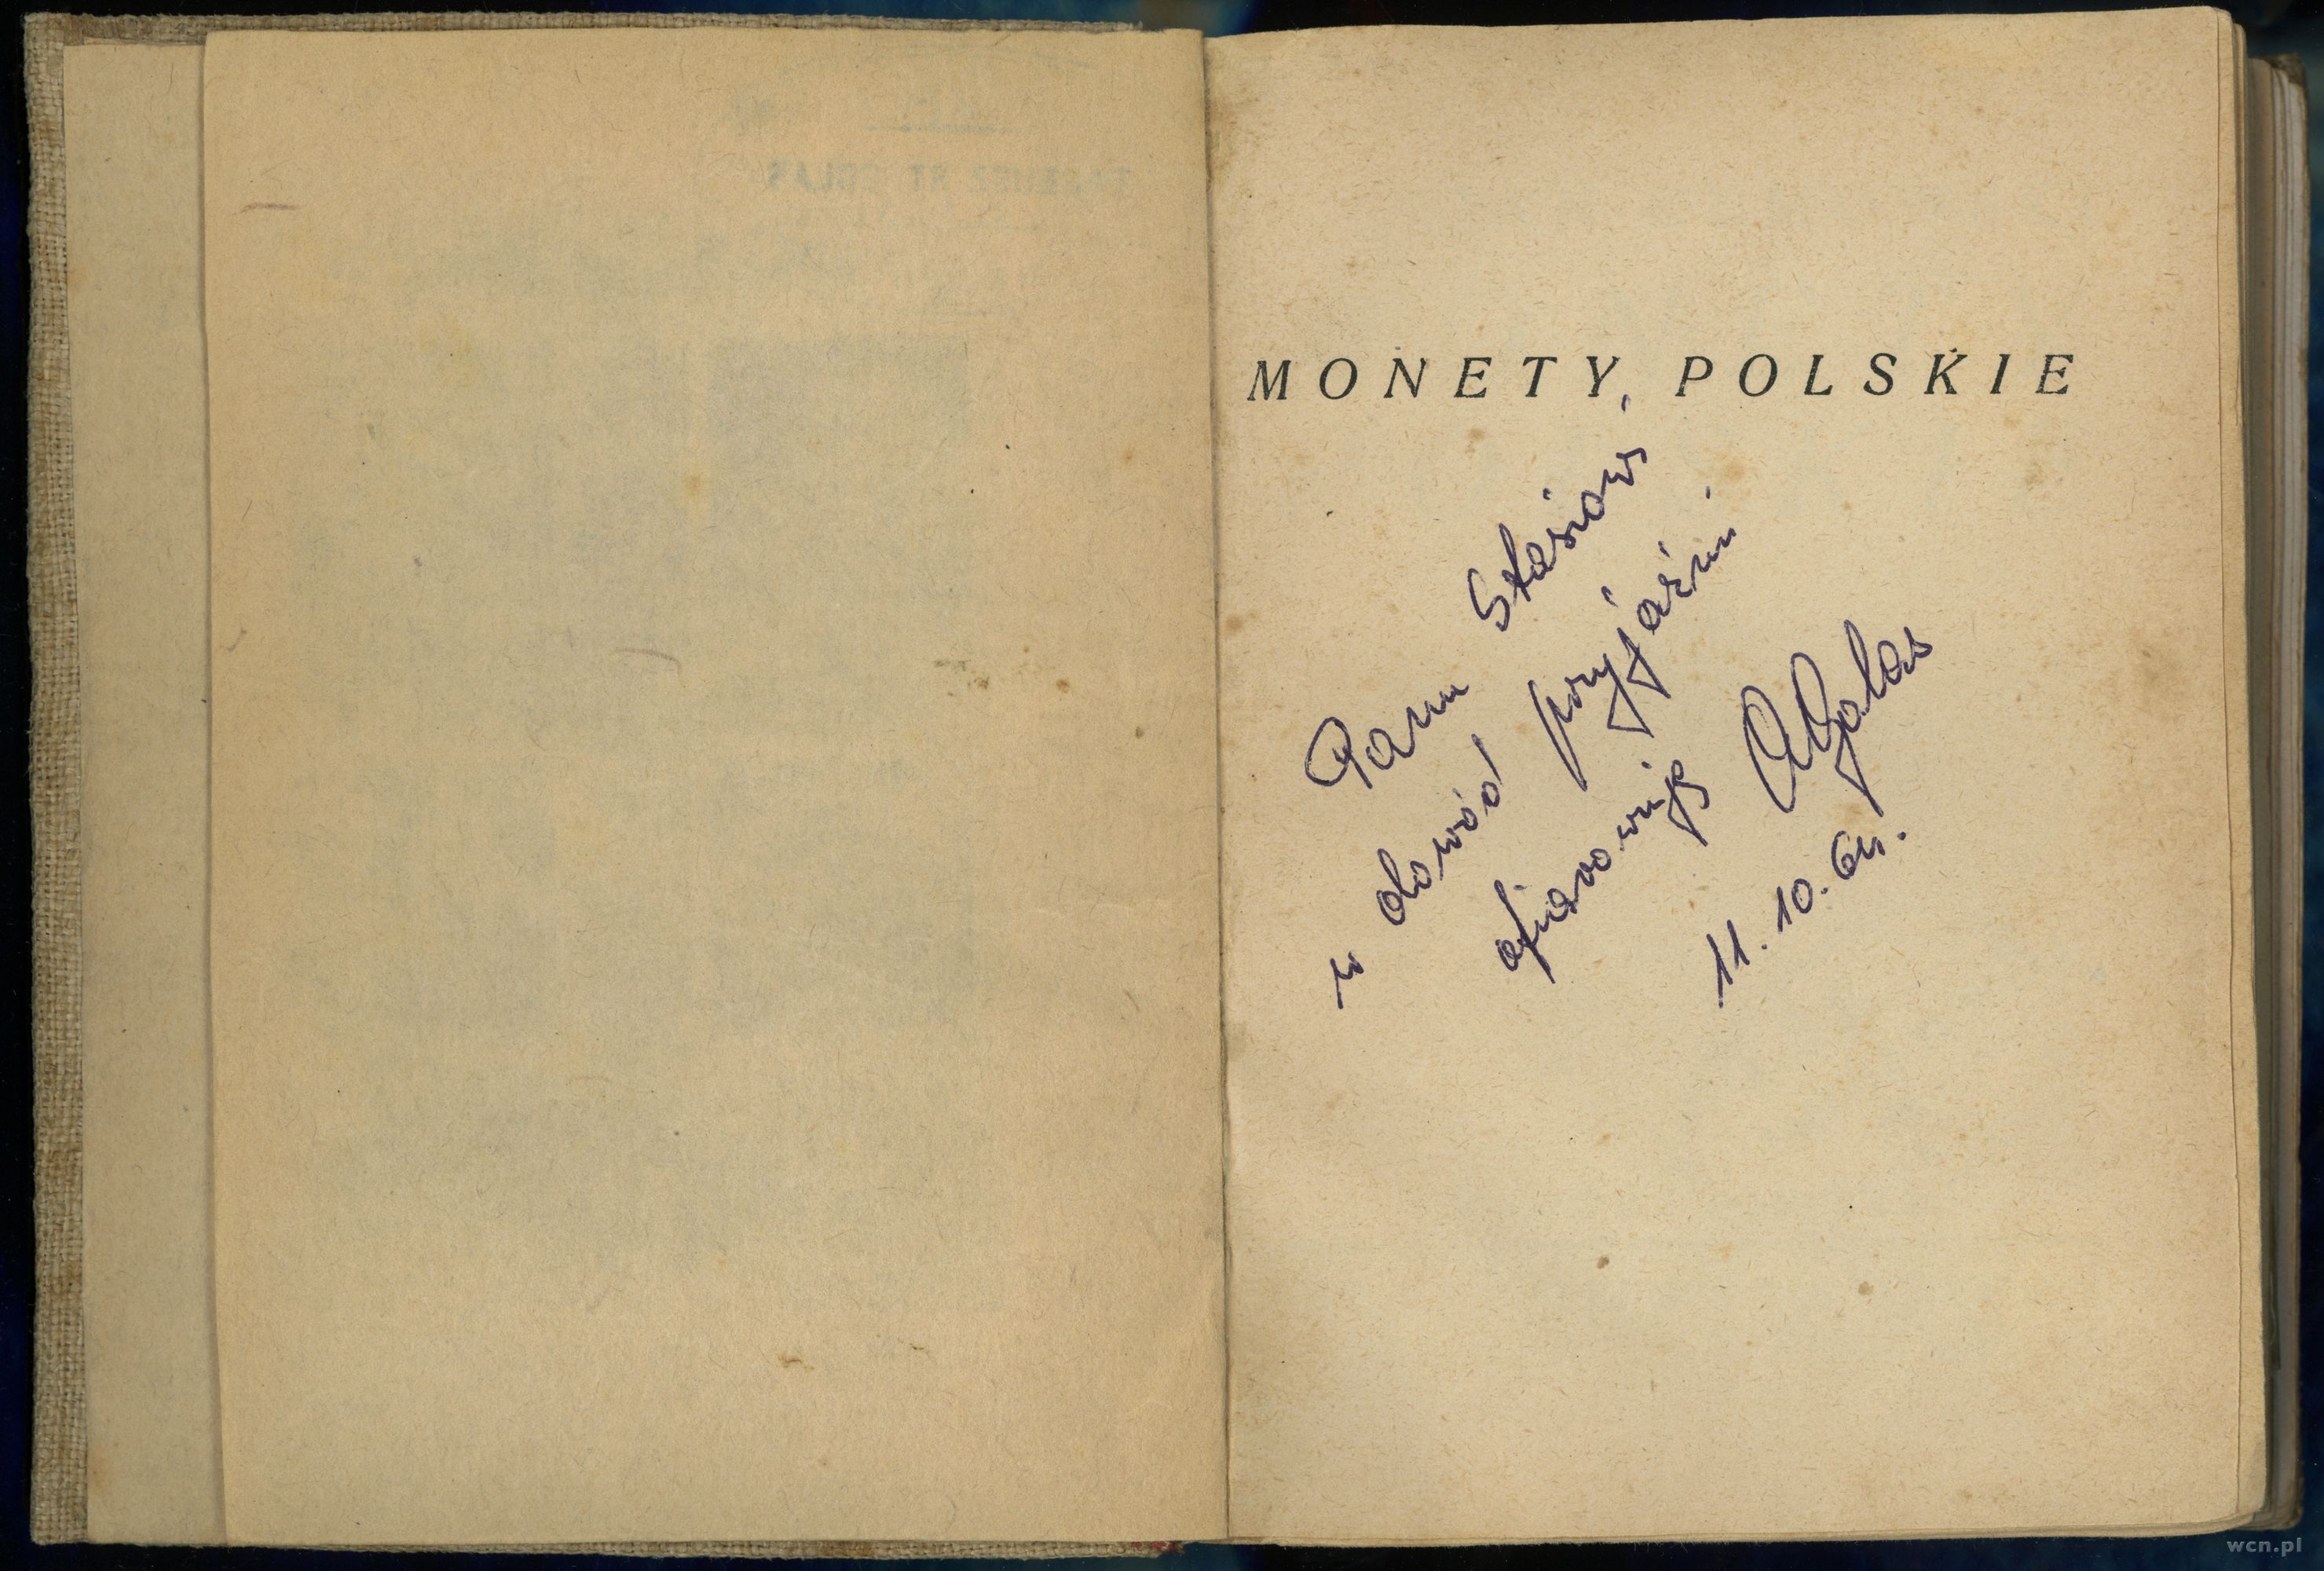 MONETY POLSKIE
Panu Stasiowi
w dowód przyjaźni
ofiarowuję
11. 10. 64.
wcn.pl